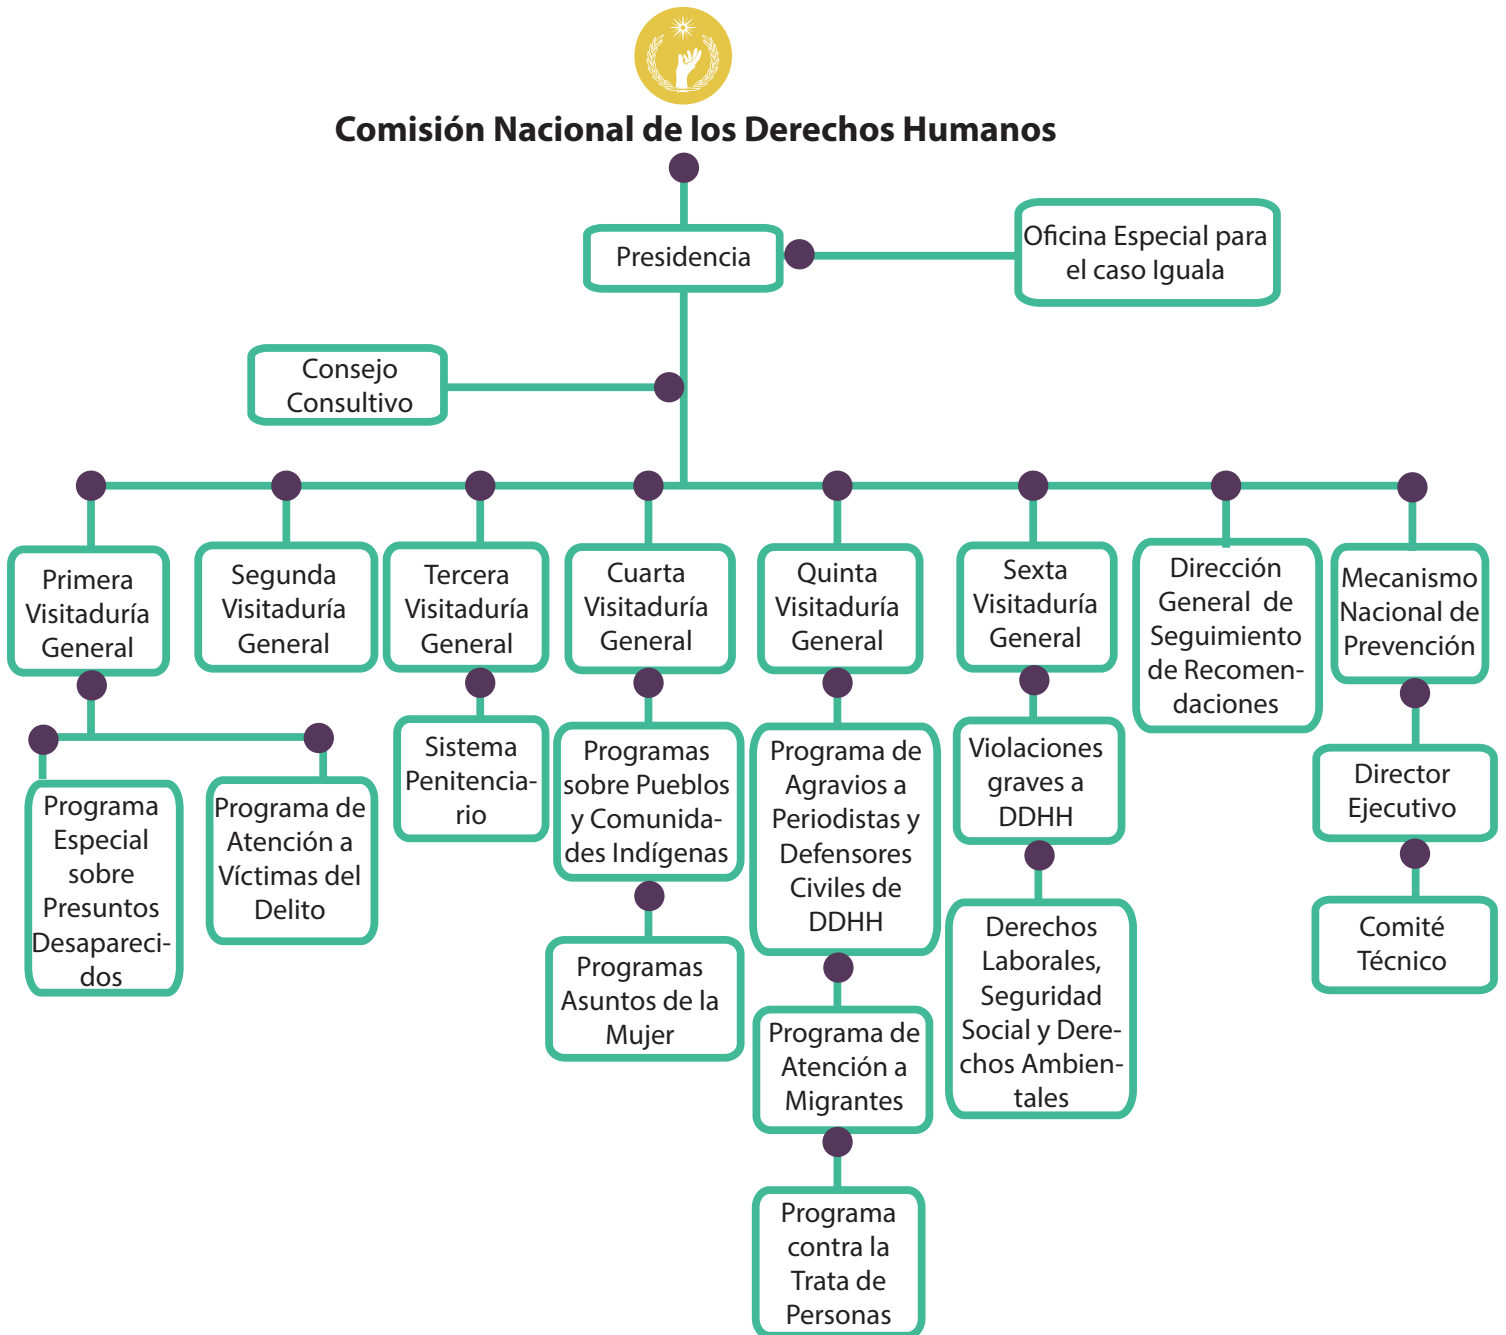 Comisión Nacional de los Derechos Humanos
Presidencia
Oficina Especial para
el caso Iguala
Consejo
Consultivo
Primera
Visitaduría
General
Segunda
Visitaduría
General
Tercera
Visitaduría
General
Cuarta
Visitaduría
General
Quinta
Visitaduría
General
Sexta
Visitaduría
General
Dirección
General de
Seguimiento
de Recomen-
daciones
Mecanismo
Nacional de
Prevención
Programa
Especial
sobre
Presuntos
Desapareci-
dos
Programa de
Atención a
Víctimas del
Delito
Sistema
Penitencia-
rio
Programas
sobre Pueblos
y Comunida-
des Indígenas
Programas
Asuntos de la
Mujer
Programa de
Agravios a
Periodistas y
Defensores
Civiles de
DDHH
Programa de
Atención a
Migrantes
Programa
contra la
Trata de
Personas
Violaciones
graves a
DDHH
Derechos
Laborales,
Seguridad
Social y Dere-
chos Ambien-
tales
Director
Ejecutivo
Comité
Técnico